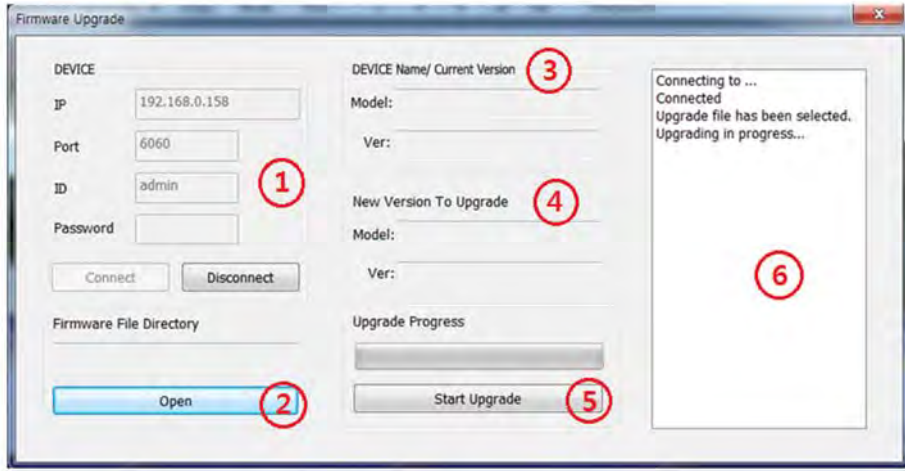 Firmware Upgrade
DEVICE
IP 192.168.0.158
Port 6060
ID admin
1
Password
Connect Disconnect
Firmware File Directory
Open 2
DEVICE Name/ Current Version 3
Model:
Ver:
New Version To Upgrade 4
Model:
Ver:
Upgrade Progress
Start Upgrade 5
Connecting to ...
Connected
Upgrade file has been selected.
Upgrading in progress...
6